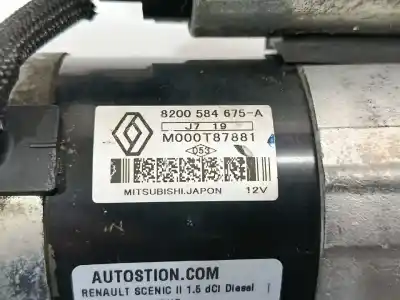 8200 584 675-A
J7 19
M000T87881
053
MITSUBISHI.JAPON 12V
AUTOSTION.COM
RENAULT SCENIC II 1.5 dCI Diesel